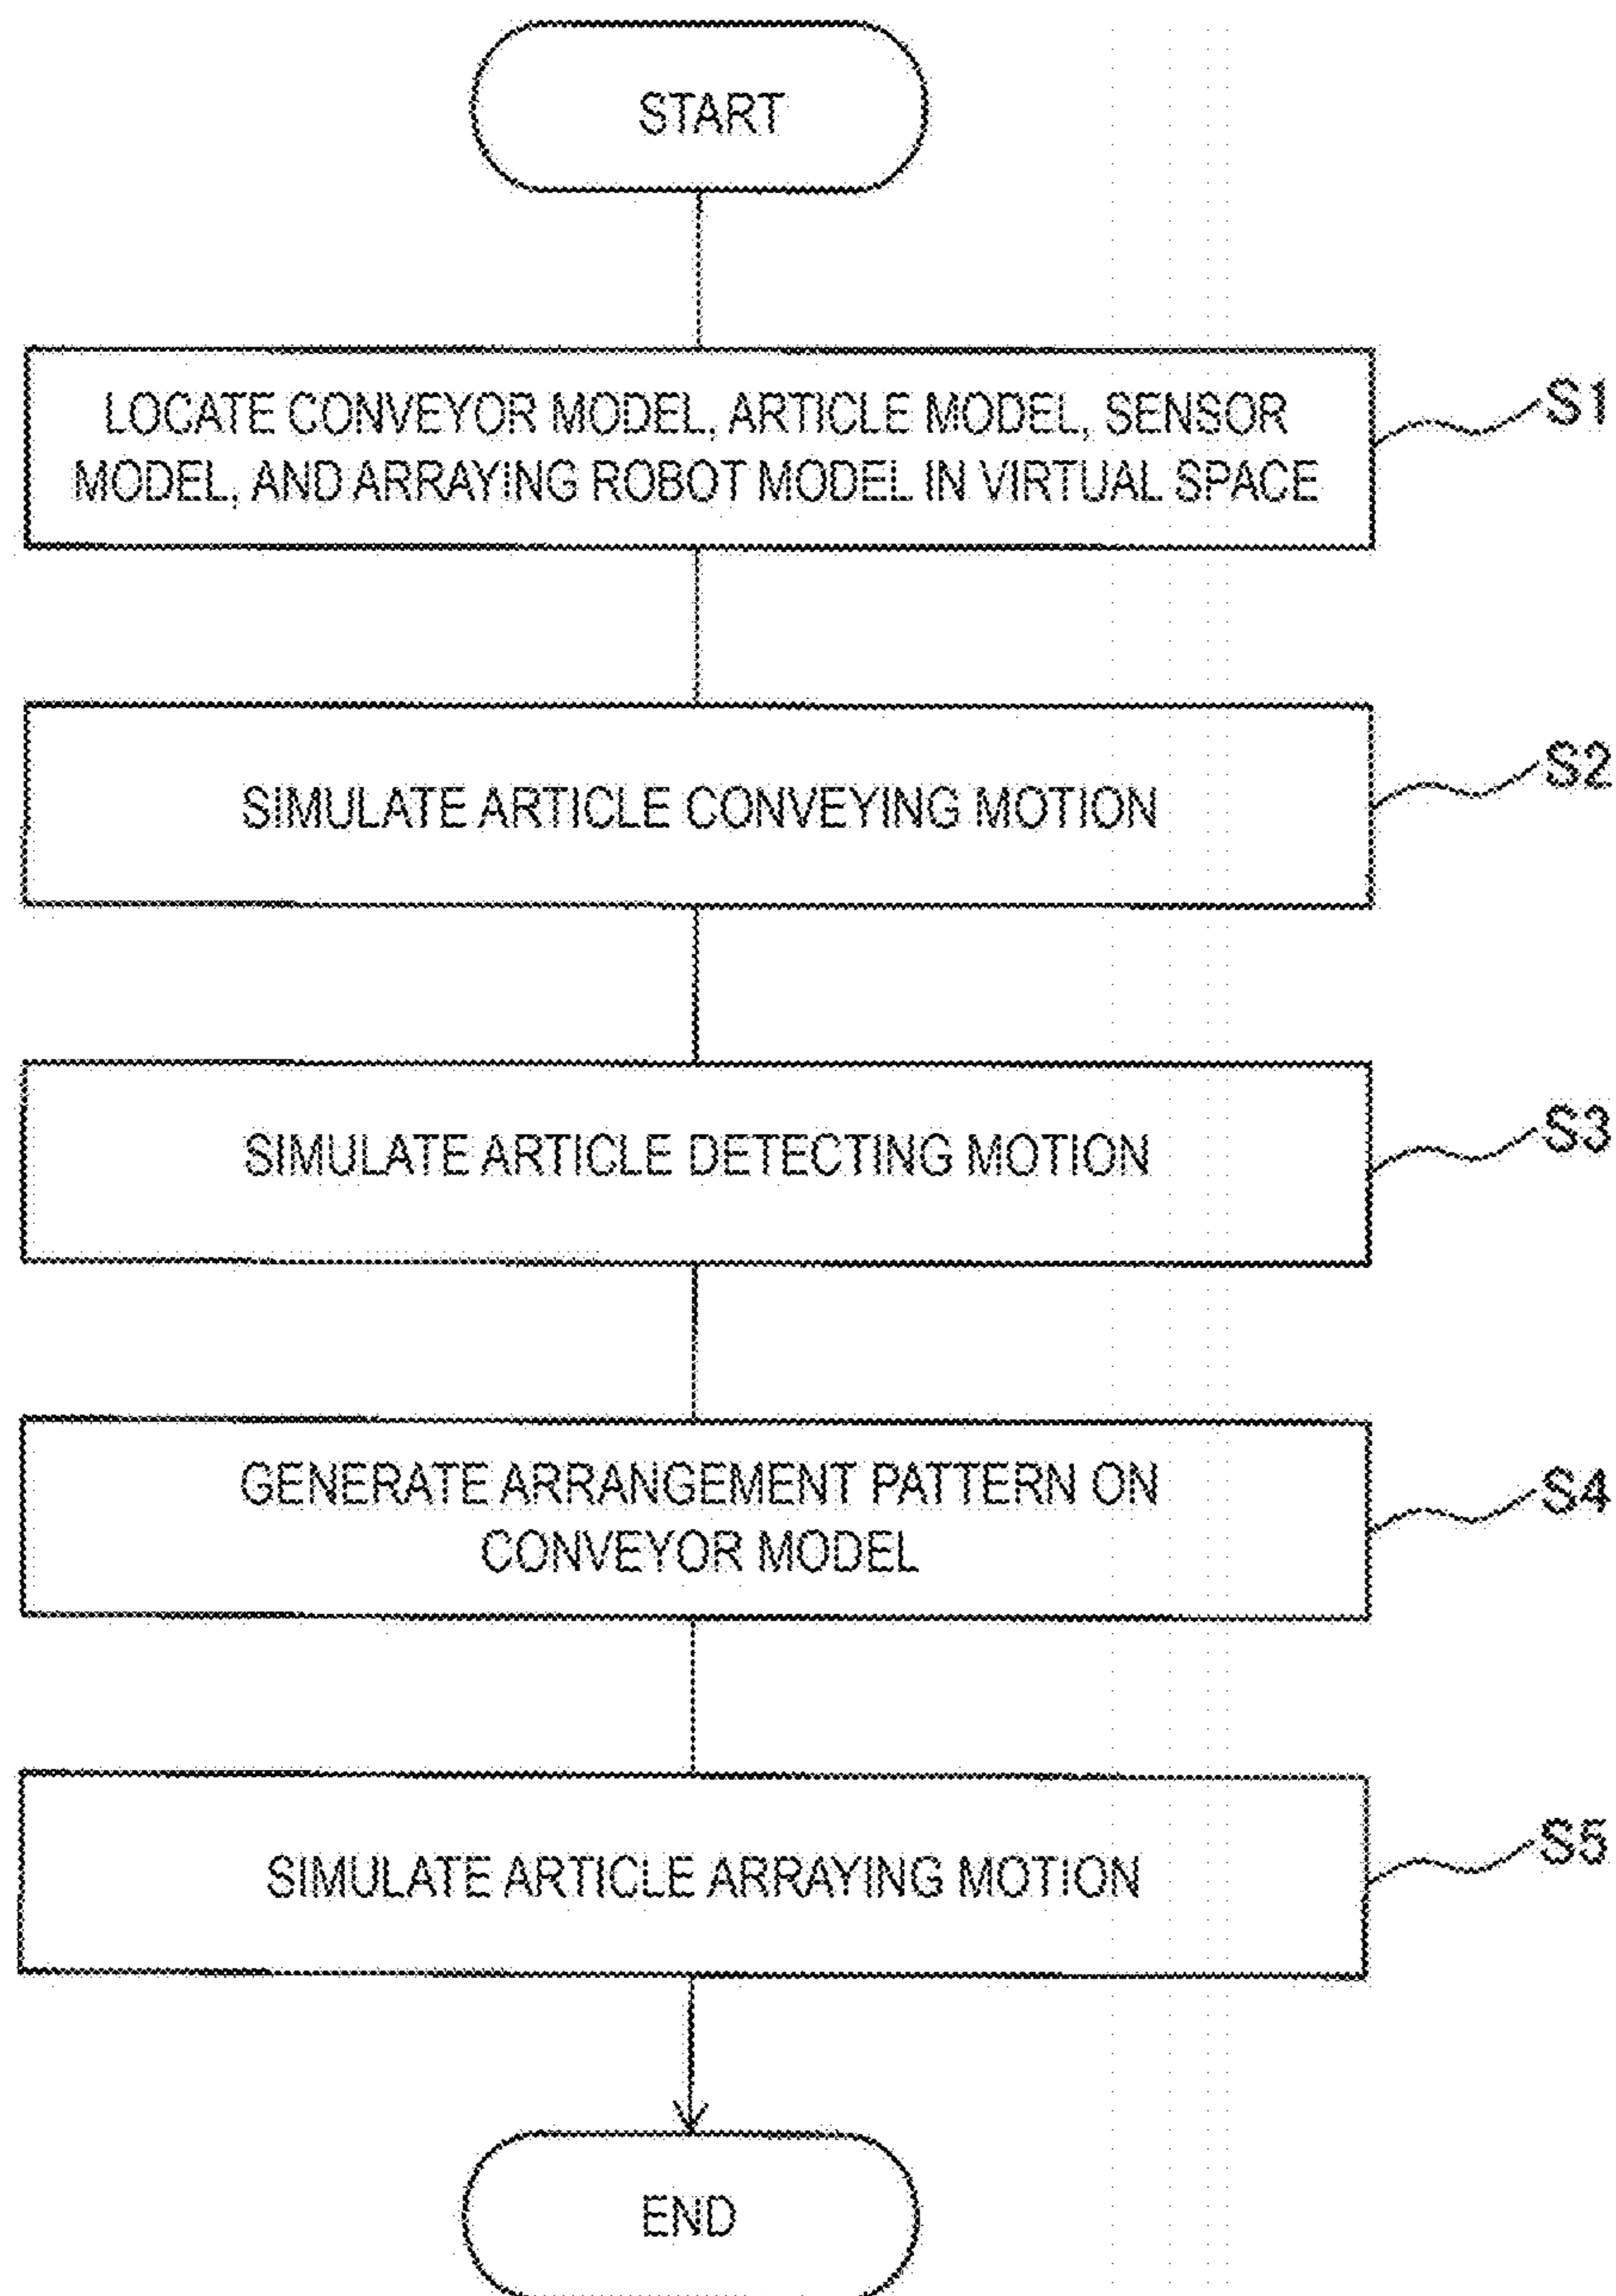 START
LOCATE CONVEYOR MODEL, ARTICLE MODEL, SENSOR
MODEL, AND ARRAYING ROBOT MODEL IN VIRTUAL SPACE
S1
SIMULATE ARTICLE CONVEYING MOTION
S2
SIMULATE ARTICLE DETECTING MOTION
S3
GENERATE ARRANGEMENT PATTERN ON
CONVEYOR MODEL
S4
SIMULATE ARTICLE ARRAYING MOTION
S5
END